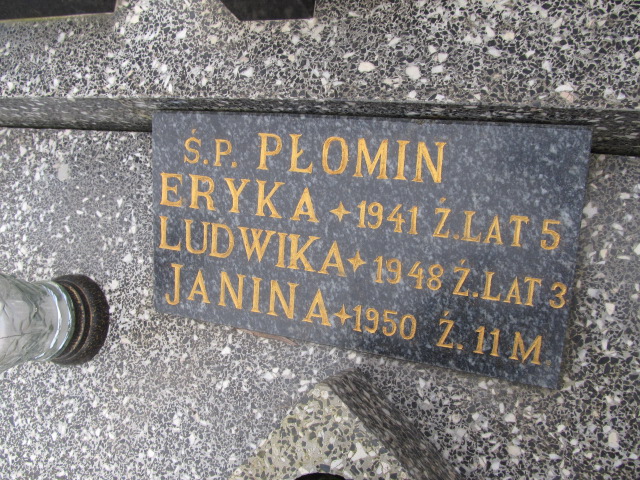 Ś.P. PŁOMIN
ERYKA ✦ 1941 Ż. LAT 5
LUDWIKA ✦ 1948 Ż. LAT 3
JANINA ✦ 1950 Ż. 11 M